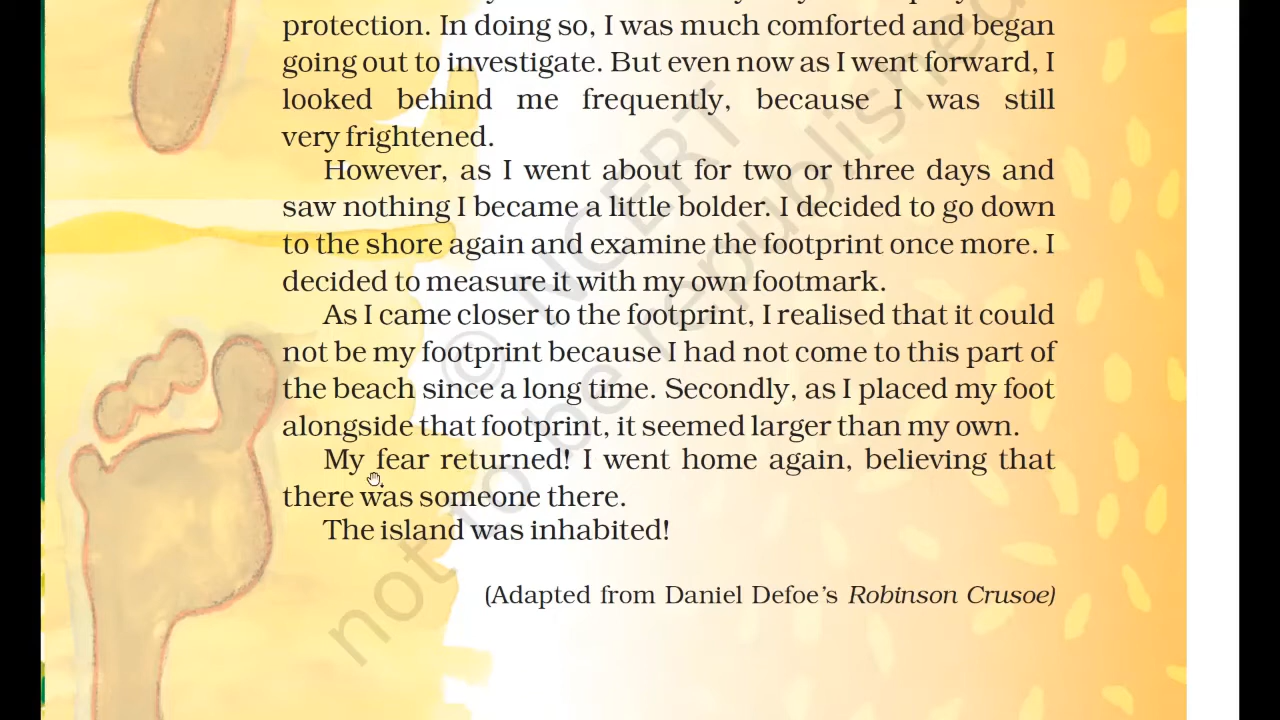 protection. In doing so, I was much comforted and began
going out to investigate. But even now as I went forward, I
looked behind me frequently, because I was still
very frightened.
However, as I went about for two or three days and
saw nothing I became a little bolder. I decided to go down
to the shore again and examine the footprint once more. I
decided to measure it with my own footmark.
As I came closer to the footprint, I realised that it could
not be my footprint because I had not come to this part of
the beach since a long time. Secondly, as I placed my foot
alongside that footprint, it seemed larger than my own.
My fear returned! I went home again, believing that
there was someone there.
The island was inhabited!
(Adapted from Daniel Defoe's Robinson Crusoe)
© NCERT
not to be republished